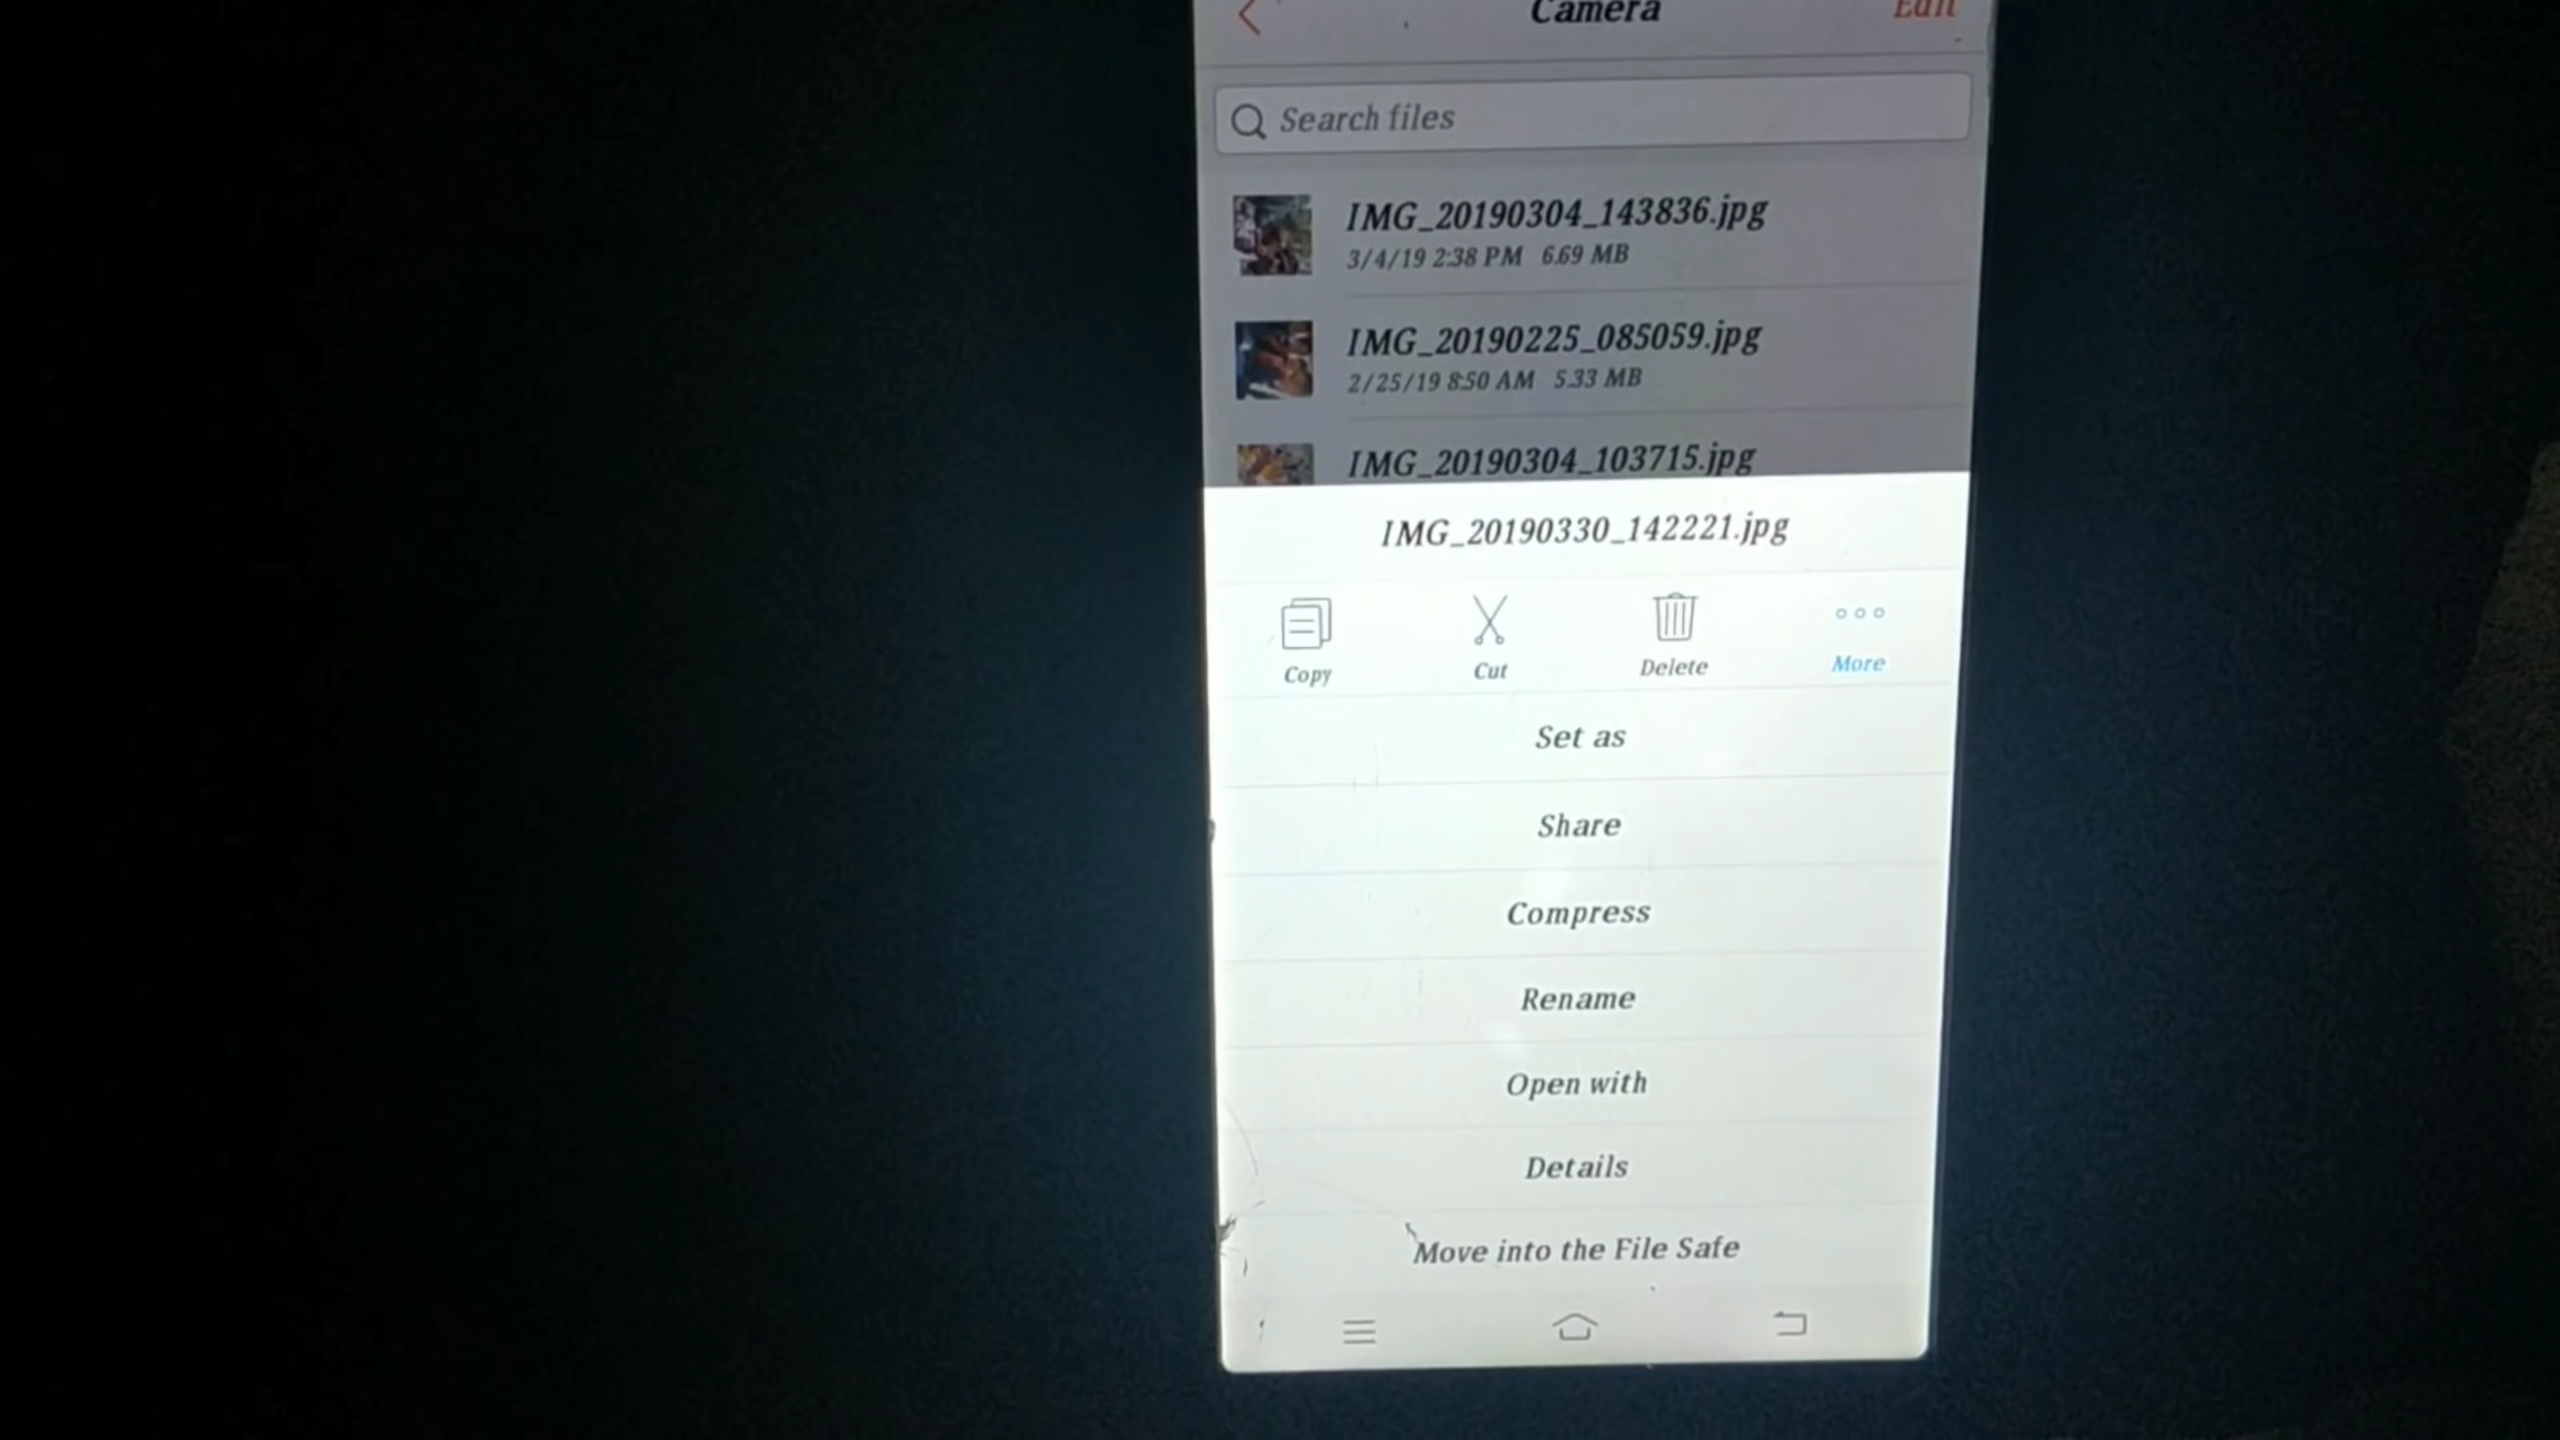 Camera
Edit
Search files
IMG_20190304_143836.jpg
3/4/19 2:38 PM 6.69 MB
IMG_20190225_085059.jpg
2/25/19 8:50 AM 5.33 MB
IMG_20190304_103715.jpg
IMG_20190330_142221.jpg
Copy
Cut
Delete
More
Set as
Share
Compress
Rename
Open with
Details
Move into the File Safe